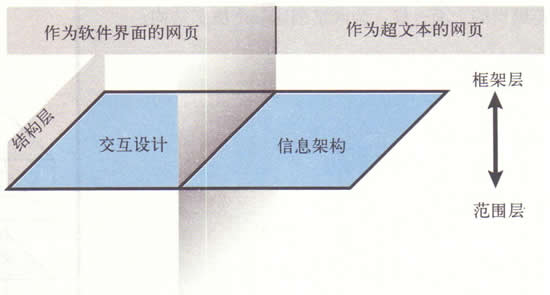 作为软件界面的网页
作为超文本的网页
结构层
交互设计
信息架构
框架层
范围层